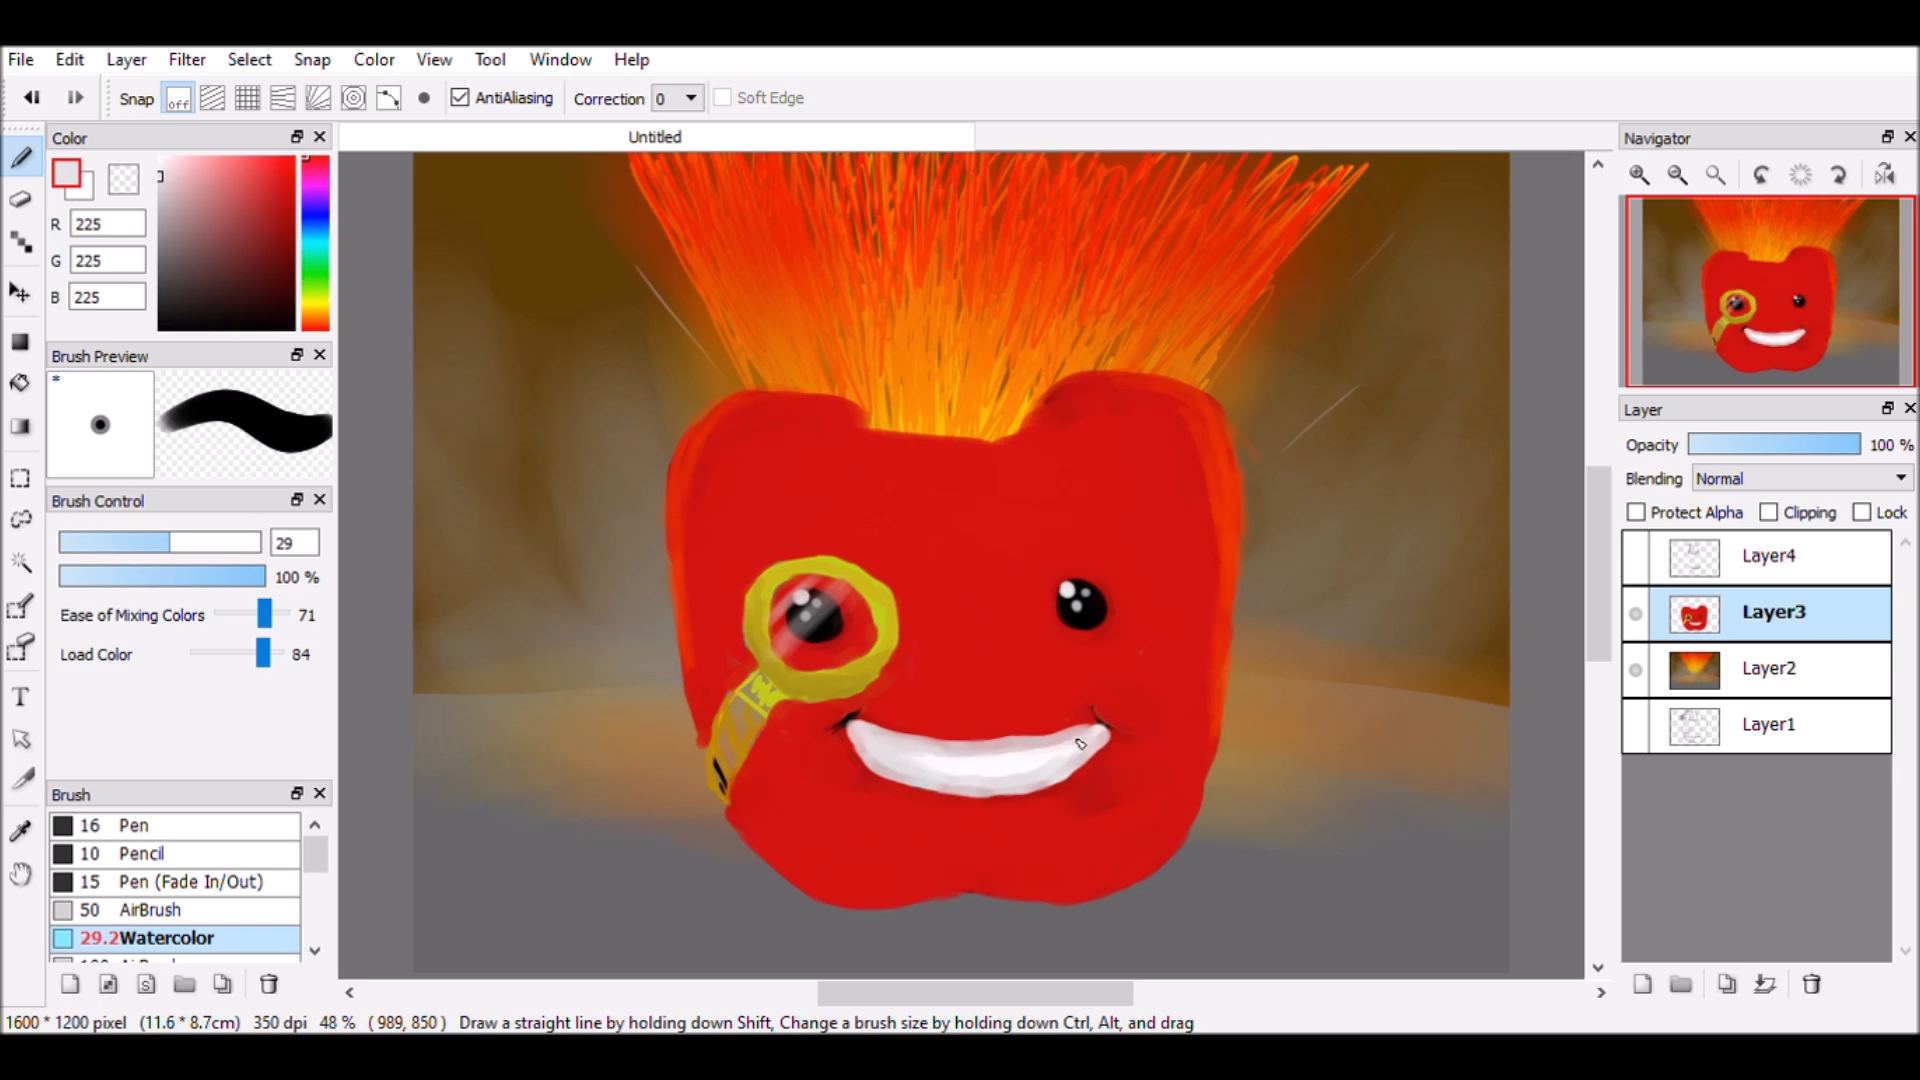 File Edit Layer Filter Select Snap Color View Tool Window Help
Snap off AntiAliasing Correction 0 Soft Edge
Color
R 225
G 225
B 225
Brush Preview
*
Brush Control
29
100 %
Ease of Mixing Colors 71
Load Color 84
Brush
16 Pen
10 Pencil
15 Pen (Fade In/Out)
50 AirBrush
29.2 Watercolor
T
S
Untitled
Navigator
Layer
Opacity 100 %
Blending Normal
Protect Alpha Clipping Lock
Layer4
Layer3
Layer2
Layer1
1600 * 1200 pixel (11.6 * 8.7cm) 350 dpi 48 % ( 989, 850 ) Draw a straight line by holding down Shift, Change a brush size by holding down Ctrl, Alt, and drag